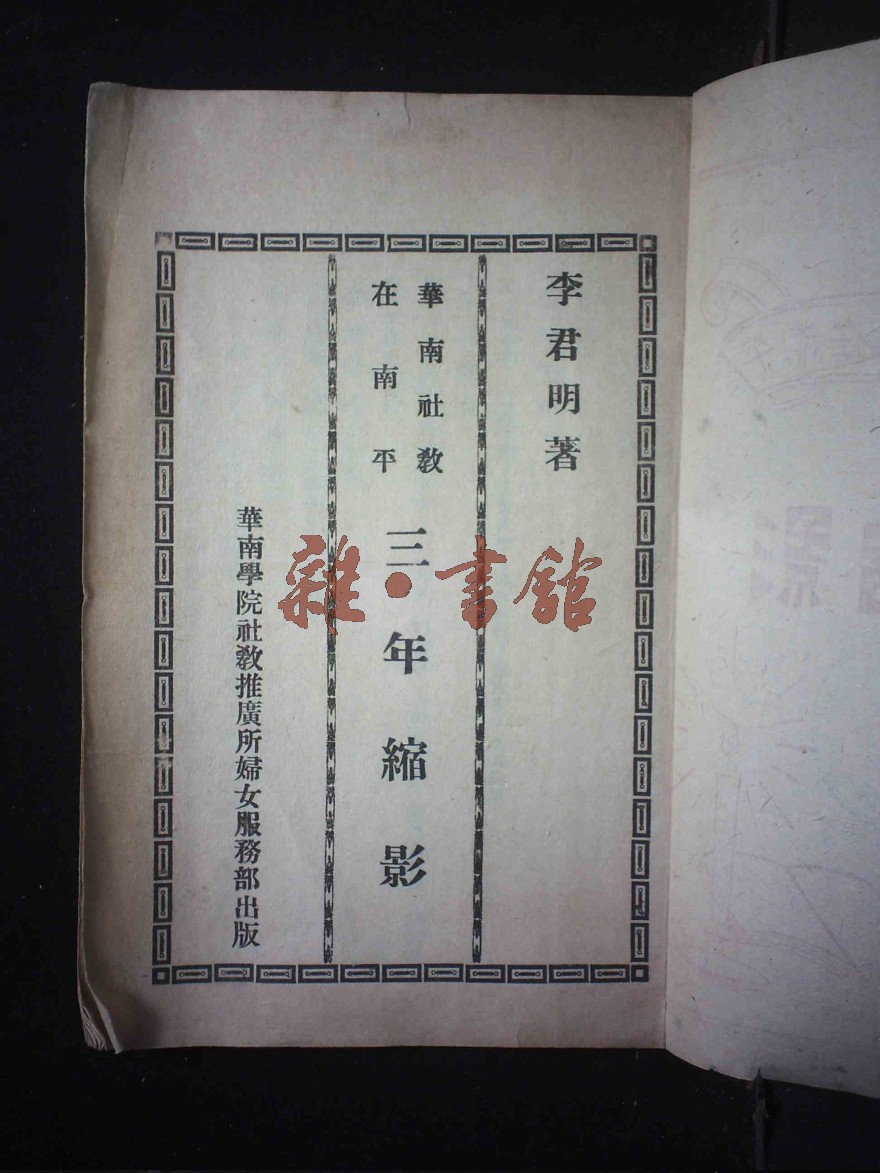 李君明著
華南社教
在南平
三年縮影
華南學院社教推廣所婦女服務部出版
雜·書館